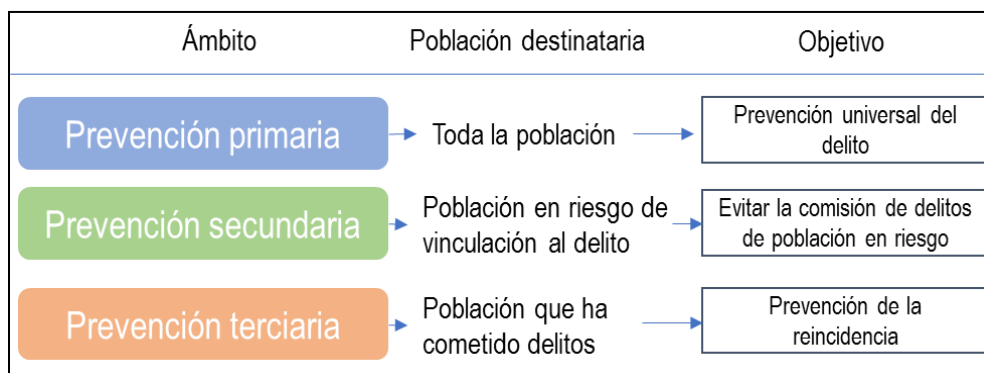 Ámbito
Población destinataria
Objetivo
Prevención primaria
Toda la población
Prevención universal del
delito
Prevención secundaria
Población en riesgo de
vinculación al delito
Evitar la comisión de delitos
de población en riesgo
Prevención terciaria
Población que ha
cometido delitos
Prevención de la
reincidencia